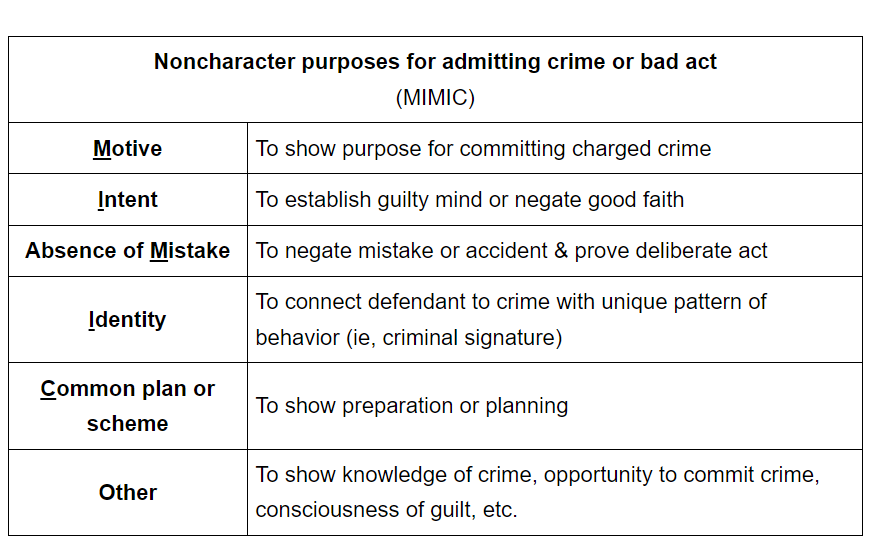 Noncharacter purposes for admitting crime or bad act
(MIMIC)
Motive
To show purpose for committing charged crime
Intent
To establish guilty mind or negate good faith
Absence of Mistake
To negate mistake or accident & prove deliberate act
Identity
To connect defendant to crime with unique pattern of
behavior (ie, criminal signature)
Common plan or
scheme
To show preparation or planning
Other
To show knowledge of crime, opportunity to commit crime,
consciousness of guilt, etc.